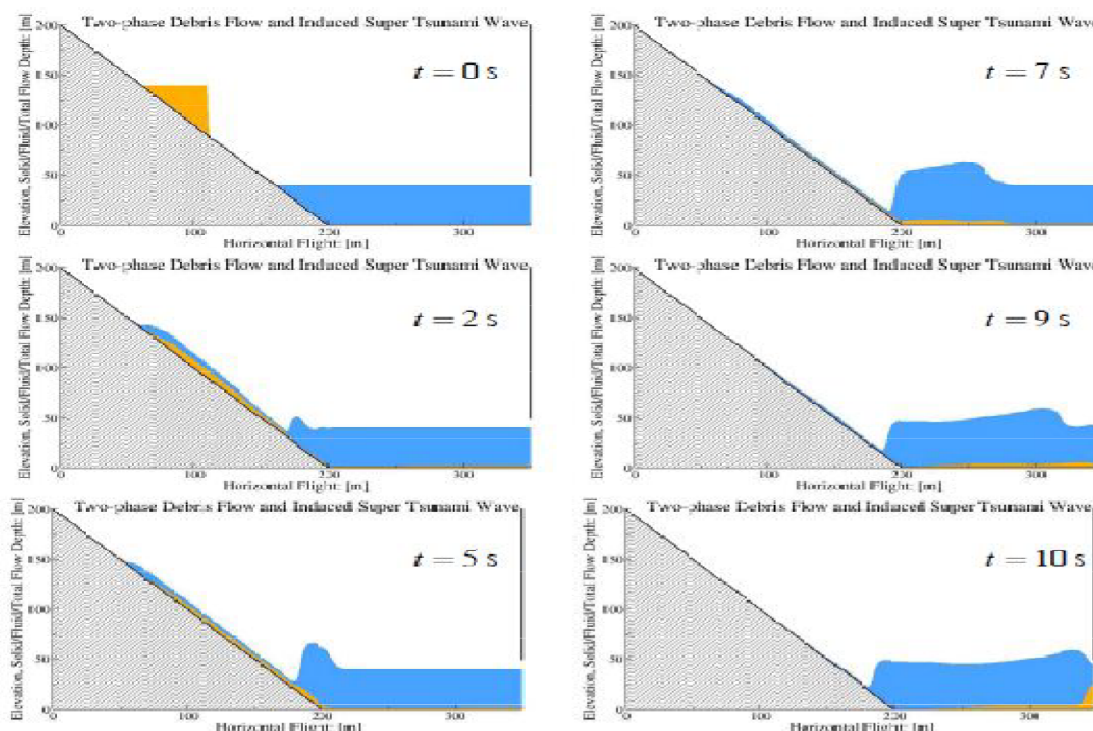 Two-phase Debris Flow and Induced Super Tsunami Wave
Elevation, Solid/Fluid/Total Flow Depth: [m]
200
150
100
50
0
t = 0 s
0 100 200 300
Horizontal Flight: [m]
Two-phase Debris Flow and Induced Super Tsunami Wave
Elevation, Solid/Fluid/Total Flow Depth: [m]
200
150
100
50
0
t = 7 s
0 100 200 300
Horizontal Flight: [m]
Two-phase Debris Flow and Induced Super Tsunami Wave
Elevation, Solid/Fluid/Total Flow Depth: [m]
200
150
100
50
0
t = 2 s
0 100 200 300
Horizontal Flight: [m]
Two-phase Debris Flow and Induced Super Tsunami Wave
Elevation, Solid/Fluid/Total Flow Depth: [m]
200
150
100
50
0
t = 9 s
0 100 200 300
Horizontal Flight: [m]
Two-phase Debris Flow and Induced Super Tsunami Wave
Elevation, Solid/Fluid/Total Flow Depth: [m]
200
150
100
50
0
t = 5 s
0 100 200 300
Horizontal Flight: [m]
Two-phase Debris Flow and Induced Super Tsunami Wave
Elevation, Solid/Fluid/Total Flow Depth: [m]
200
150
100
50
0
t = 10 s
0 100 200 300
Horizontal Flight: [m]